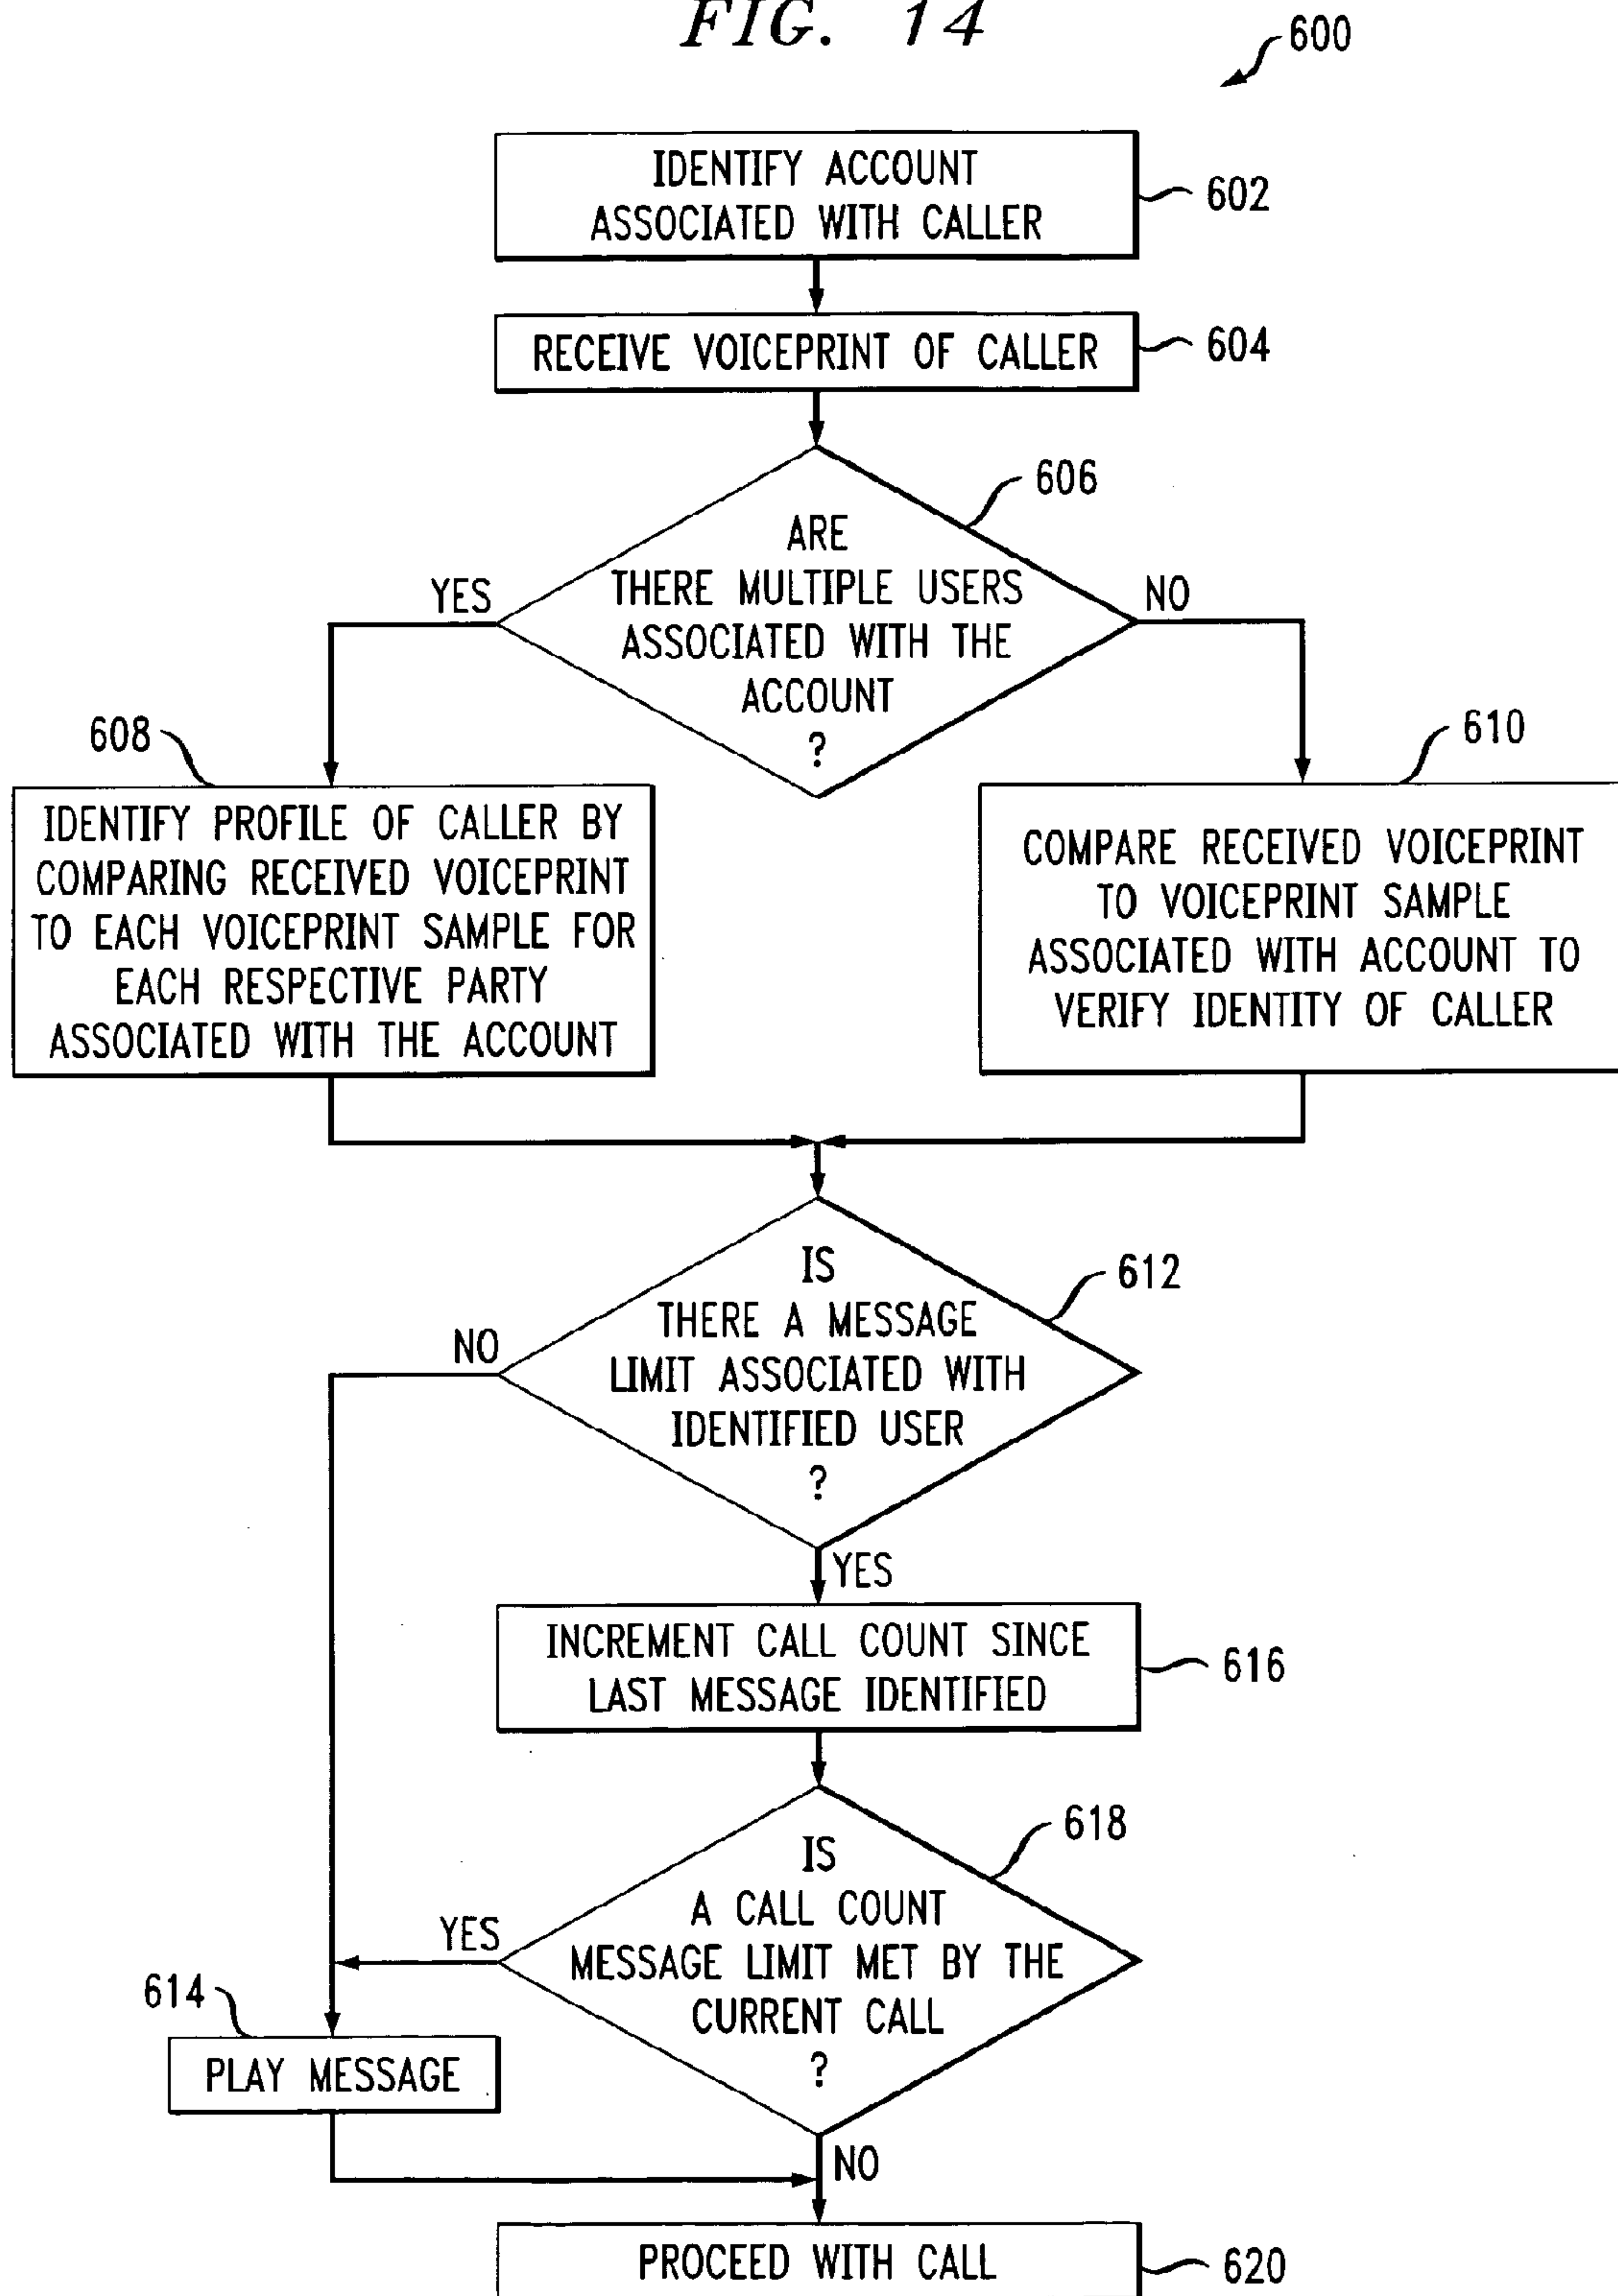 FIG. 14
600
IDENTIFY ACCOUNT
ASSOCIATED WITH CALLER
602
RECEIVE VOICEPRINT OF CALLER
604
606
ARE
THERE MULTIPLE USERS
ASSOCIATED WITH THE
ACCOUNT
?
YES
NO
608
IDENTIFY PROFILE OF CALLER BY
COMPARING RECEIVED VOICEPRINT
TO EACH VOICEPRINT SAMPLE FOR
EACH RESPECTIVE PARTY
ASSOCIATED WITH THE ACCOUNT
610
COMPARE RECEIVED VOICEPRINT
TO VOICEPRINT SAMPLE
ASSOCIATED WITH ACCOUNT TO
VERIFY IDENTITY OF CALLER
612
IS
THERE A MESSAGE
LIMIT ASSOCIATED WITH
IDENTIFIED USER
?
NO
YES
INCREMENT CALL COUNT SINCE
LAST MESSAGE IDENTIFIED
616
618
IS
A CALL COUNT
MESSAGE LIMIT MET BY THE
CURRENT CALL
?
YES
614
PLAY MESSAGE
NO
PROCEED WITH CALL
620